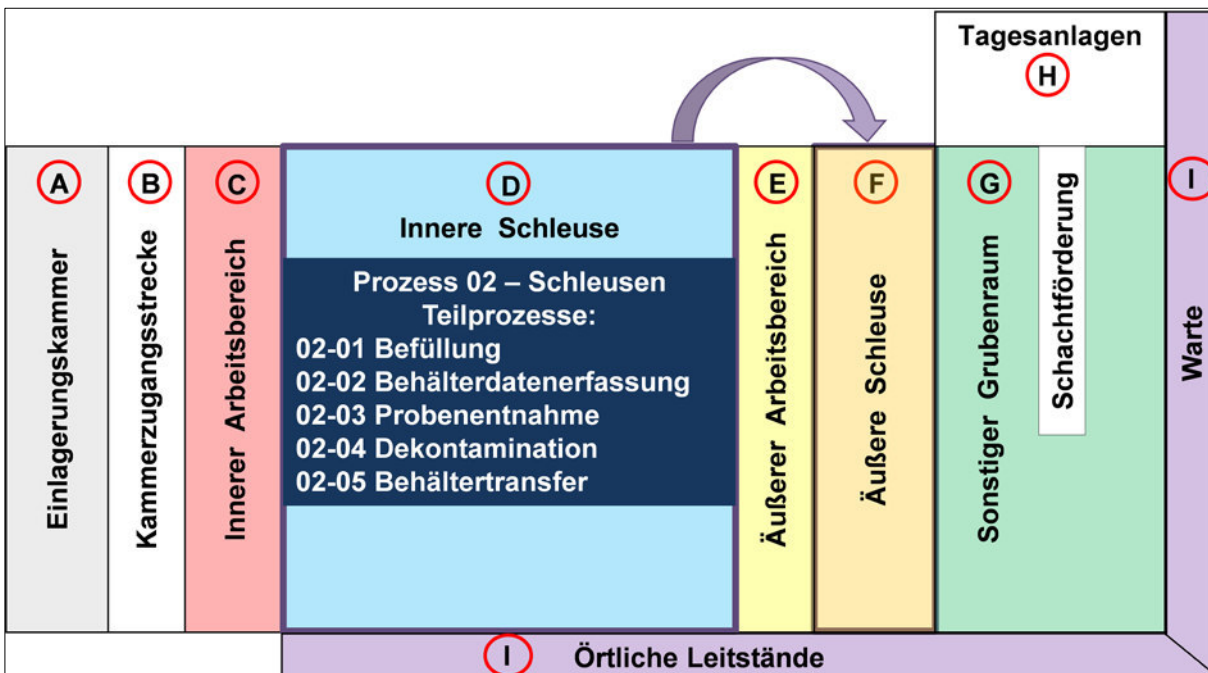 Tagesanlagen
H
A
Einlagerungskammer
B
Kammerzugangsstrecke
C
Innerer Arbeitsbereich
D
Innere Schleuse
Prozess 02 – Schleusen
Teilprozesse:
02-01 Befüllung
02-02 Behälterdatenerfassung
02-03 Probenentnahme
02-04 Dekontamination
02-05 Behältertransfer
E
Äußerer Arbeitsbereich
F
Äußere Schleuse
G
Sonstiger Grubenraum
Schachtförderung
I
Warte
I
Örtliche Leitstände